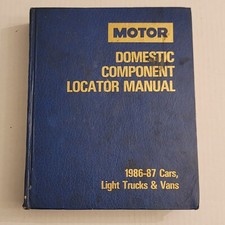 MOTOR
DOMESTIC
COMPONENT
LOCATOR MANUAL
1986-87 Cars,
Light Trucks & Vans